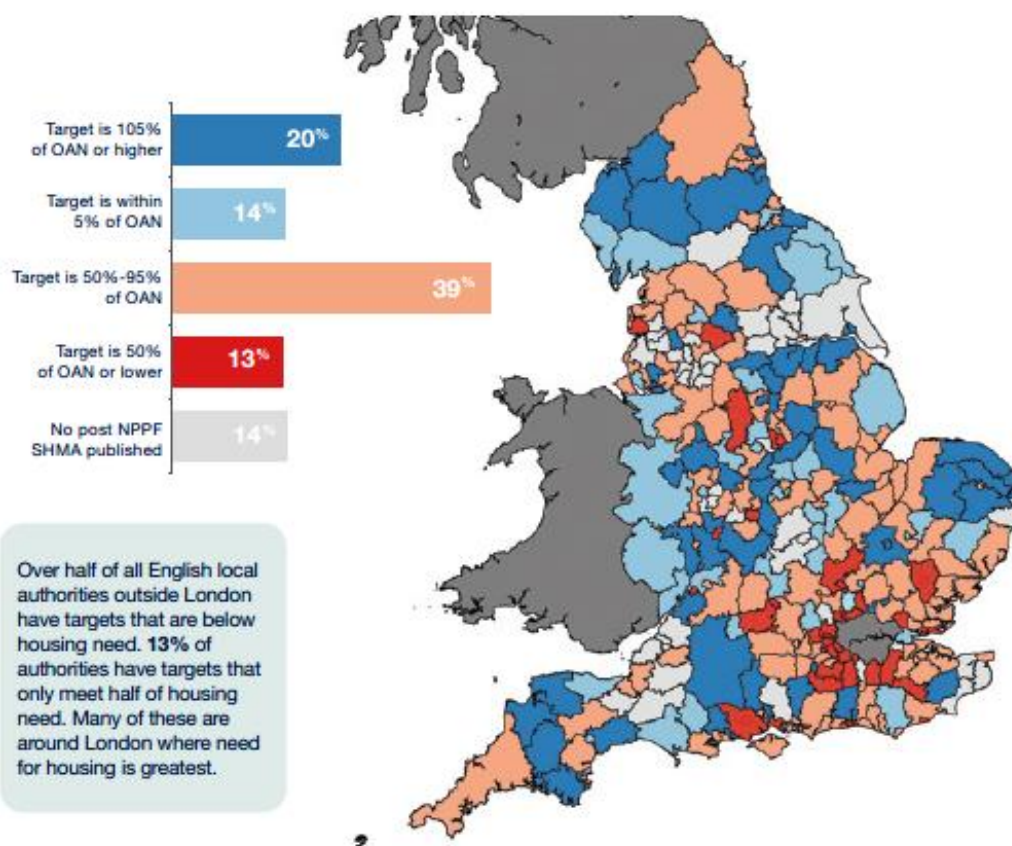 Target is 105%
of OAN or higher
20%
Target is within
5% of OAN
14%
Target is 50%-95%
of OAN
39%
Target is 50%
of OAN or lower
13%
No post NPPF
SHMA published
14%
Over half of all English local
authorities outside London
have targets that are below
housing need. 13% of
authorities have targets that
only meet half of housing
need. Many of these are
around London where need
for housing is greatest.